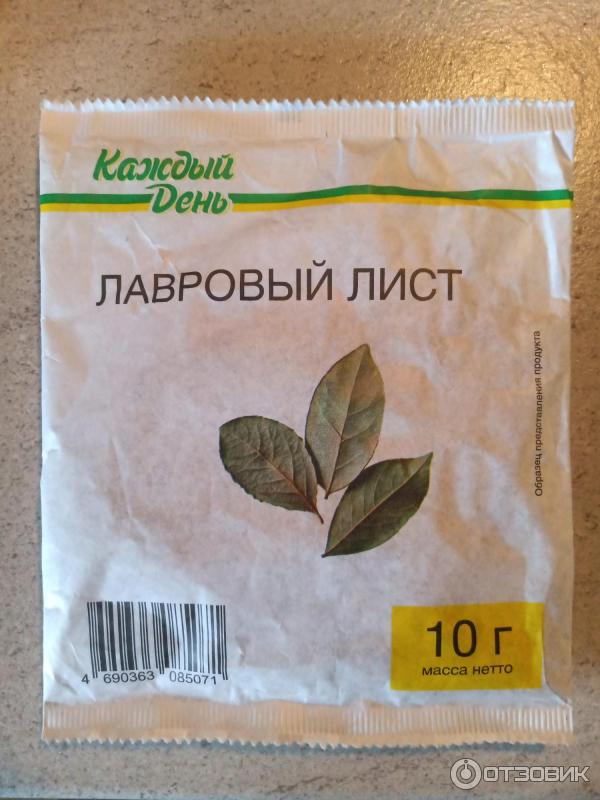 Каждый
День
ЛАВРОВЫЙ ЛИСТ
Образец представления продукта
10 г
масса нетто
4 690363 085071
ОТЗОВИК